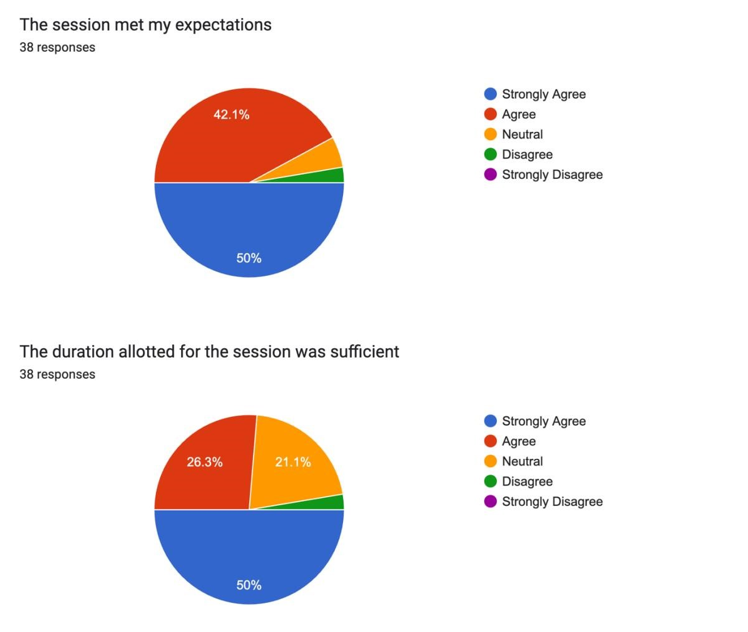 The session met my expectations
38 responses
42.1%
50%
Strongly Agree
Agree
Neutral
Disagree
Strongly Disagree
The duration allotted for the session was sufficient
38 responses
26.3%
21.1%
50%
Strongly Agree
Agree
Neutral
Disagree
Strongly Disagree